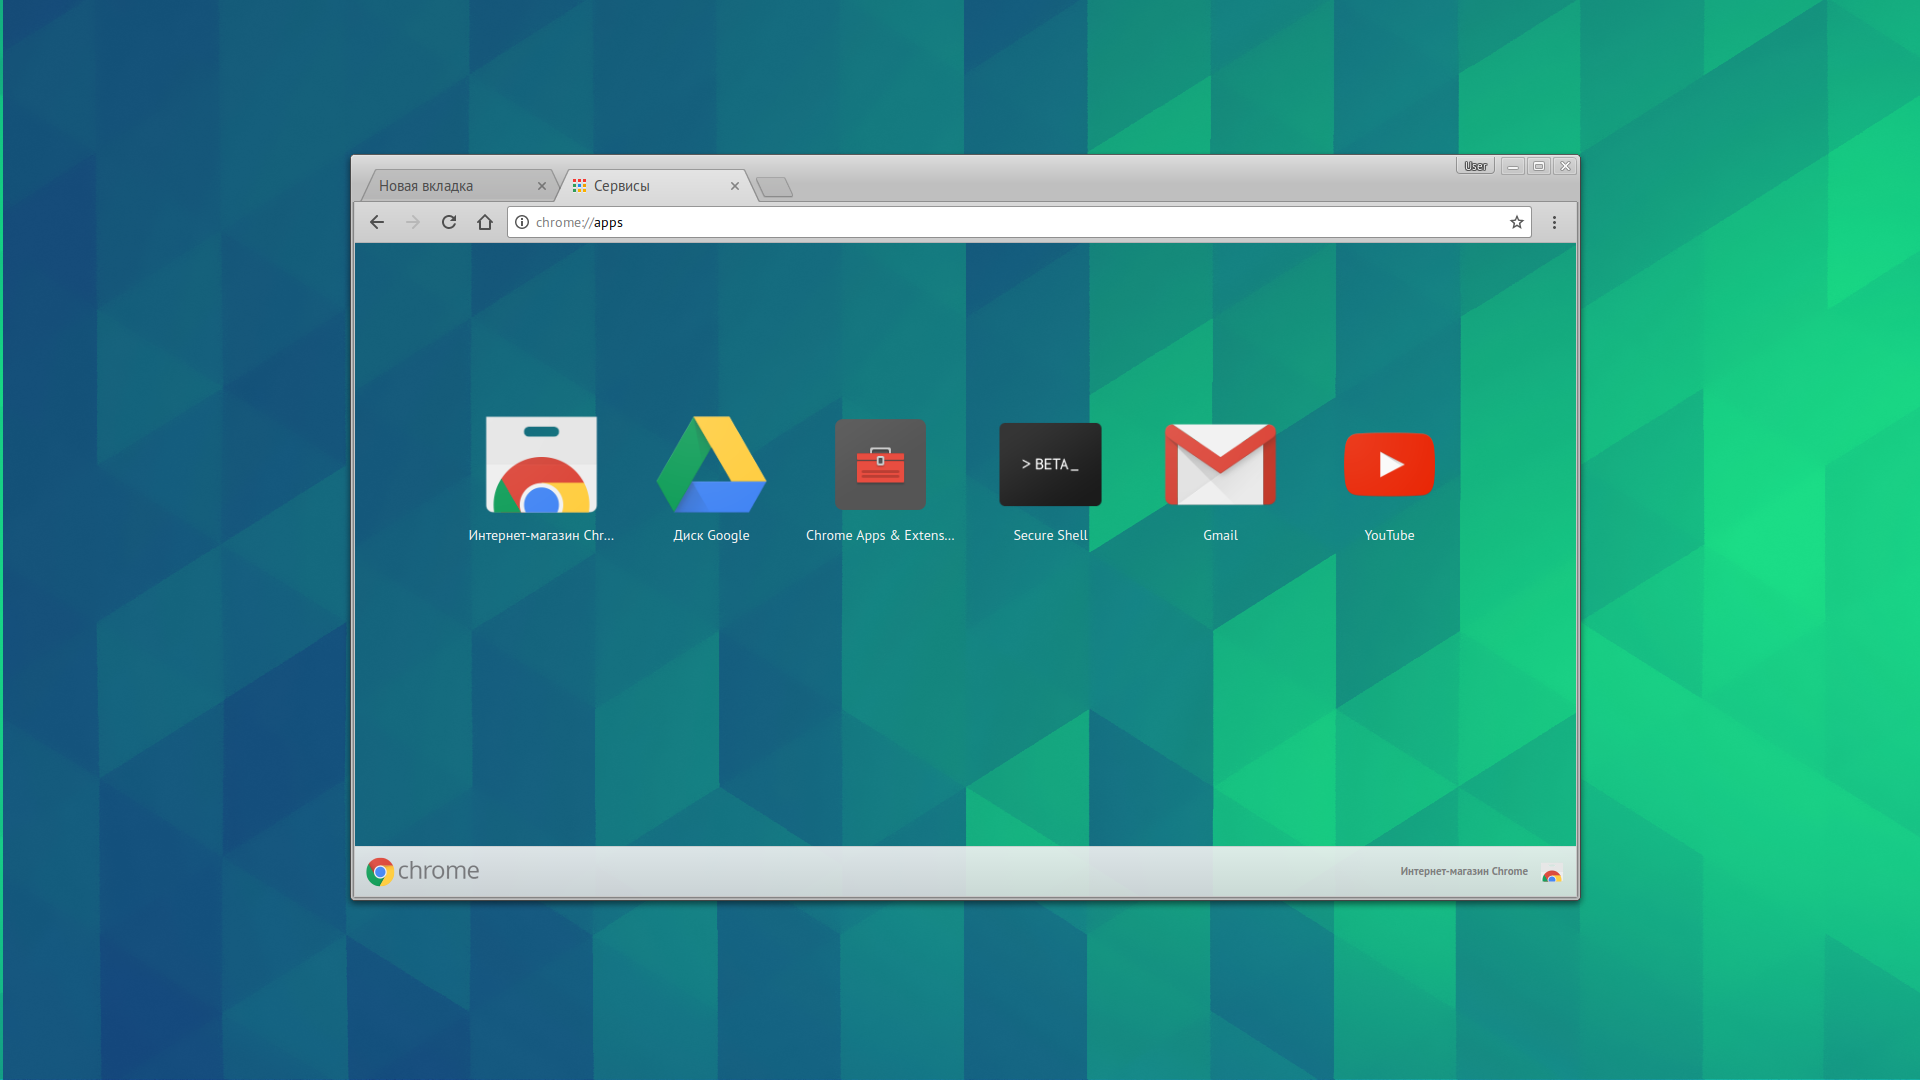 User
Новая вкладка
Сервисы
chrome://apps
> BETA_
Интернет-магазин Chr...
Диск Google
Chrome Apps & Extens...
Secure Shell
Gmail
YouTube
chrome
Интернет-магазин Chrome